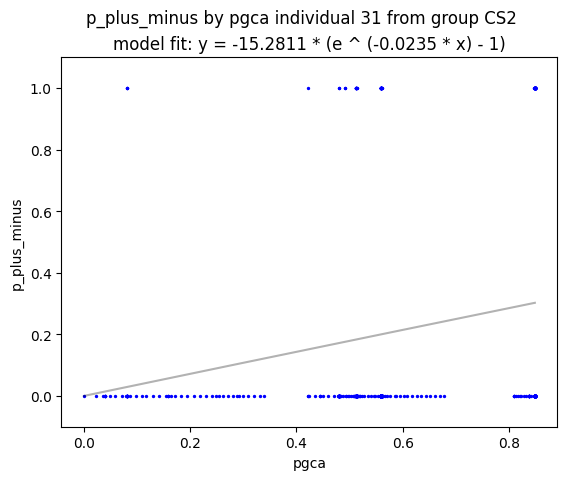 p_plus_minus by pgca individual 31 from group CS2
model fit: y = -15.2811 * (e ^ (-0.0235 * x) - 1)
1.0
0.8
0.6
0.4
0.2
0.0
p_plus_minus
0.0 0.2 0.4 0.6 0.8
pgca